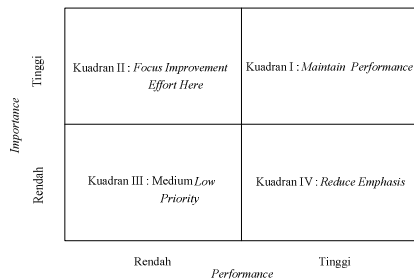 Importance
Tinggi
Kuadran II : Focus Improvement
Effort Here
Kuadran I : Maintain Performance
Rendah
Kuadran III : Medium Low
Priority
Kuadran IV : Reduce Emphasis
Rendah
Tinggi
Performance